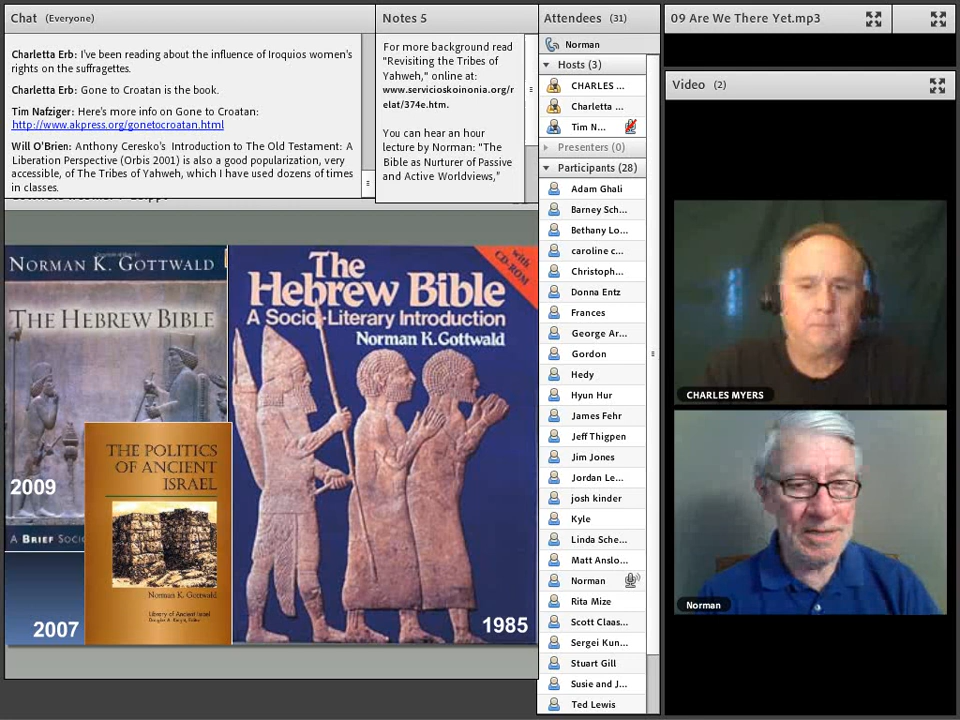 Chat (Everyone)
Charletta Erb: I've been reading about the influence of Iroquios women's
rights on the suffragettes.
Charletta Erb: Gone to Croatan is the book.
Tim Nafziger: Here's more info on Gone to Croatan:
http://www.akpress.org/gonetocroatan.html
Will O'Brien: Anthony Ceresko's Introduction to The Old Testament: A
Liberation Perspective (Orbis 2001) is also a good popularization, very
accessible, of The Tribes of Yahweh, which I have used dozens of times
in classes.
Notes 5
For more background read
"Revisiting the Tribes of
Yahweh," online at:
www.servicioskoinonia.org/r
elat/374e.htm.
You can hear an hour
lecture by Norman: "The
Bible as Nurturer of Passive
and Active Worldviews,"
NORMAN K. GOTTWALD
THE HEBREW BIBLE
2009
A BRIEF SOCIO
THE POLITICS
OF ANCIENT
ISRAEL
Norman K. Gottwald
Library of Ancient Israel
2007
The
Hebrew Bible
A Socio-Literary Introduction
Norman K. Gottwald
with
CD-ROM
1985
Attendees (31)
Norman
Hosts (3)
CHARLES ...
Charletta ...
Tim N...
Presenters (0)
Participants (28)
Adam Ghali
Barney Sch...
Bethany Lo...
caroline c...
Christoph...
Donna Entz
Frances
George Ar...
Gordon
Hedy
Hyun Hur
James Fehr
Jeff Thigpen
Jim Jones
Jordan Le...
josh kinder
Kyle
Linda Sche...
Matt Anslo...
Norman
Rita Mize
Scott Claas...
Sergei Kun...
Stuart Gill
Susie and J...
Ted Lewis
09 Are We There Yet.mp3
Video (2)
CHARLES MYERS
Norman